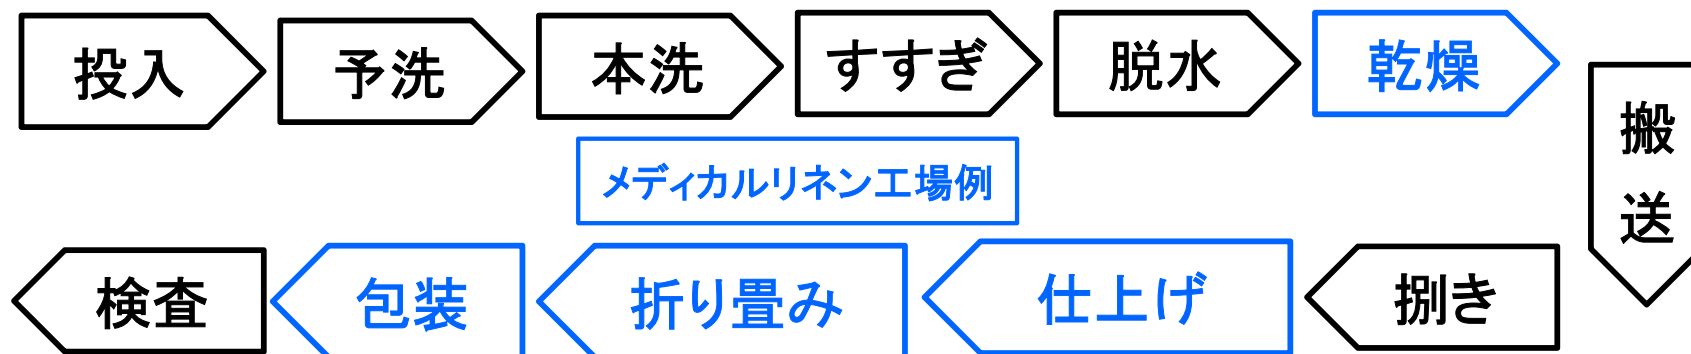 投入
予洗
本洗
すすぎ
脱水
乾燥
搬送
メディカルリネン工場例
捌き
仕上げ
折り畳み
包装
検査